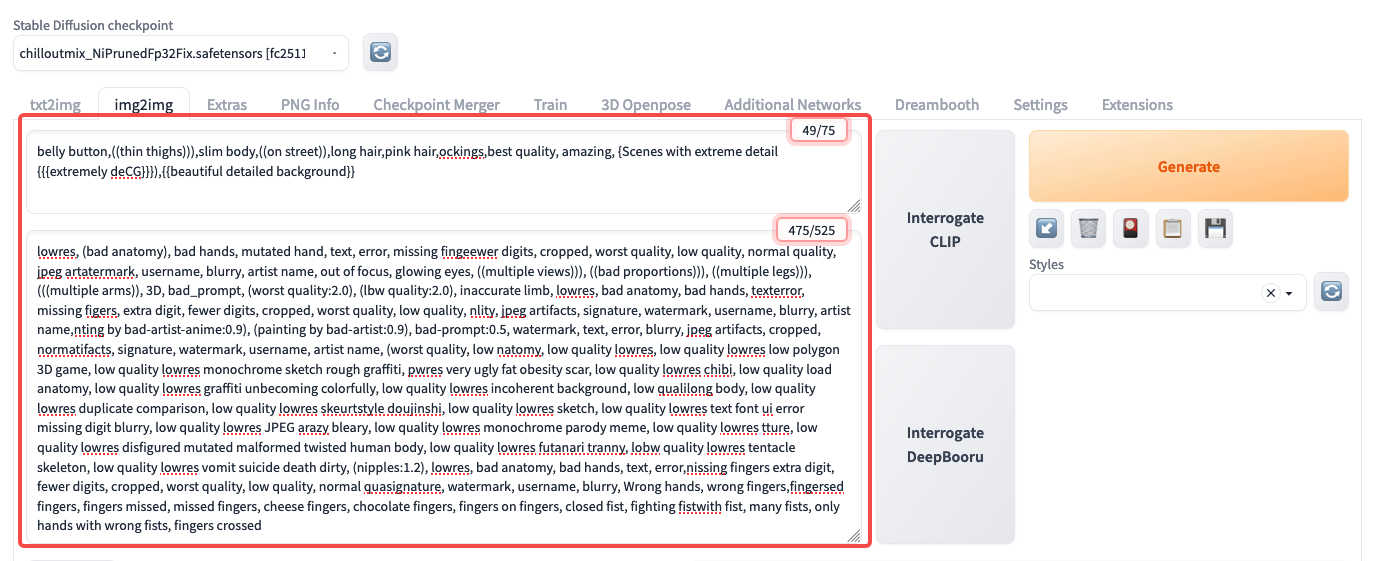 Stable Diffusion checkpoint
chilloutmix_NiPrunedFp32Fix.safetensors [fc2511
txt2img img2img Extras PNG Info Checkpoint Merger Train 3D Openpose Additional Networks Dreambooth Settings Extensions
49/75
belly button,((thin thighs))),slim body,((on street)),long hair,pink hair,ockings,best quality, amazing, {Scenes with extreme detail
{{{extremely deCG}}}},{{beautiful detailed background}}
475/525
lowres, (bad anatomy), bad hands, mutated hand, text, error, missing fingeewer digits, cropped, worst quality, low quality, normal quality,
jpeg artatermark, username, blurry, artist name, out of focus, glowing eyes, ((multiple views))), ((bad proportions))), ((multiple legs))),
(((multiple arms)), 3D, bad_prompt, (worst quality:2.0), (lbw quality:2.0), inaccurate limb, lowres, bad anatomy, bad hands, texterror,
missing figers, extra digit, fewer digits, cropped, worst quality, low quality, nlity, jpeg artifacts, signature, watermark, username, blurry, artist
name,nting by bad-artist-anime:0.9), (painting by bad-artist:0.9), bad-prompt:0.5, watermark, text, error, blurry, jpeg artifacts, cropped,
normatifacts, signature, watermark, username, artist name, (worst quality, low natomy, low quality lowres, low quality lowres low polygon
3D game, low quality lowres monochrome sketch rough graffiti, pwres very ugly fat obesity scar, low quality lowres chibi, low quality load
anatomy, low quality lowres graffiti unbecoming colorfully, low quality lowres incoherent background, low qualilong body, low quality
lowres duplicate comparison, low quality lowres skeurtstyle doujinshi, low quality lowres sketch, low quality lowres text font ui error
missing digit blurry, low quality lowres JPEG arazy bleary, low quality lowres monochrome parody meme, low quality lowres tture, low
quality lowres disfigured mutated malformed twisted human body, low quality lowres futanari tranny, lobw quality lowres tentacle
skeleton, low quality lowres vomit suicide death dirty, (nipples:1.2), lowres, bad anatomy, bad hands, text, error,nissing fingers extra digit,
fewer digits, cropped, worst quality, low quality, normal quasignature, watermark, username, blurry, Wrong hands, wrong fingers,fingersed
fingers, fingers missed, missed fingers, cheese fingers, chocolate fingers, fingers on fingers, closed fist, fighting fistwith fist, many fists, only
hands with wrong fists, fingers crossed
Interrogate
CLIP
Interrogate
DeepBooru
Generate
Styles